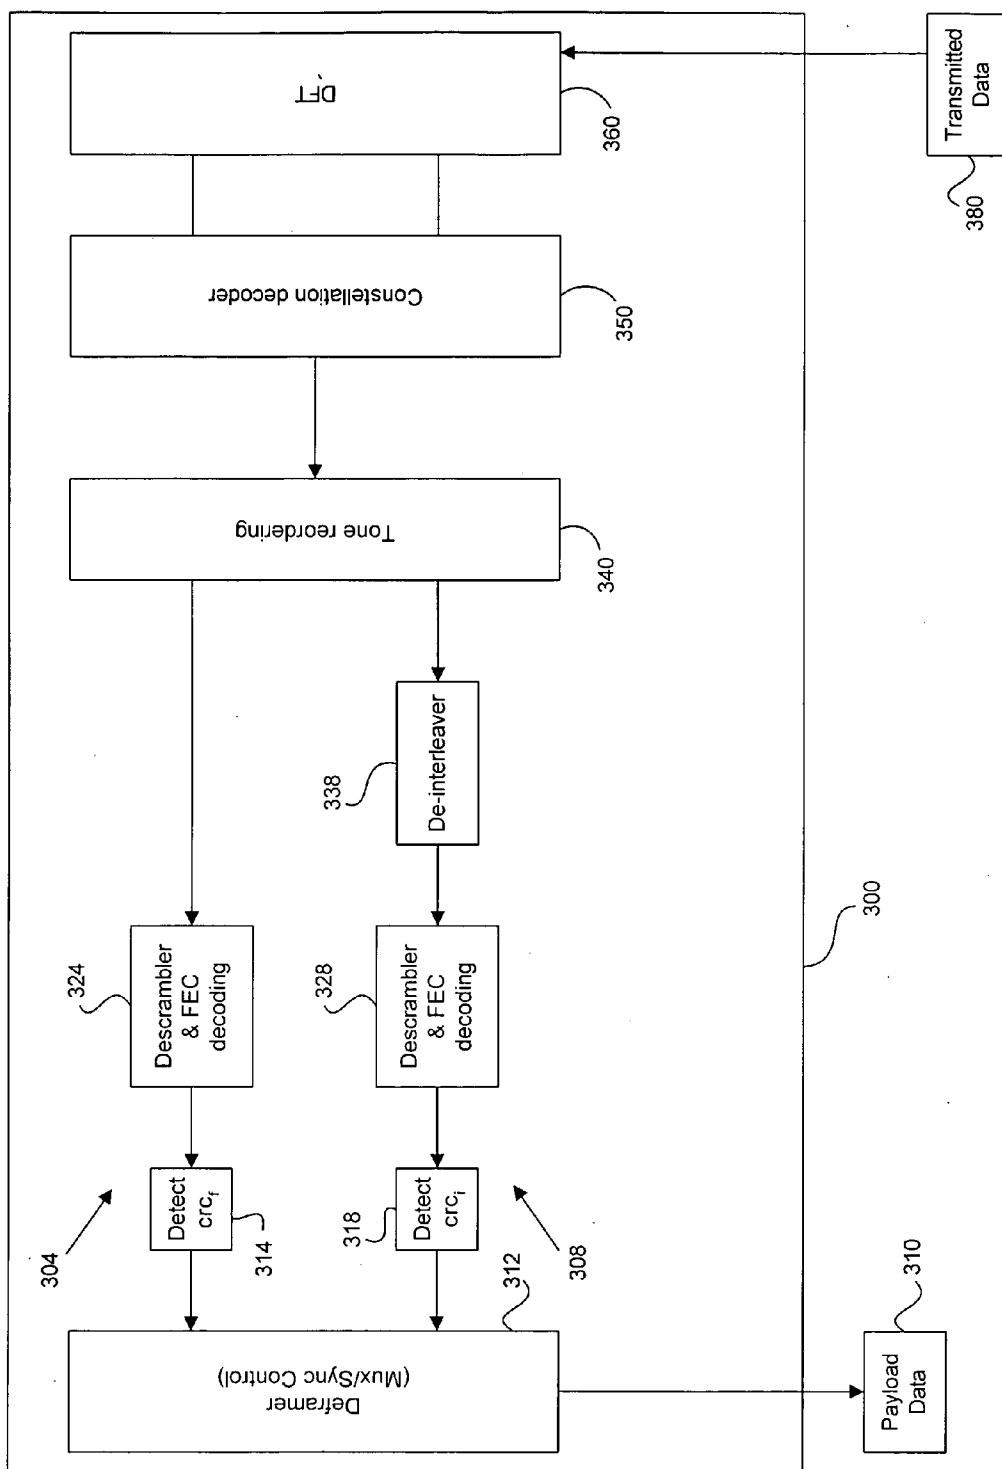 Transmitted
Data
380
DFT
360
Constellation decoder
350
Tone reordering
340
De-interleaver
338
Descrambler
& FEC
decoding
324
Descrambler
& FEC
decoding
328
300
Detect
crcf
314
304
Detect
crci
318
308
Deframer
(Mux/Sync Control)
312
Payload
Data
310